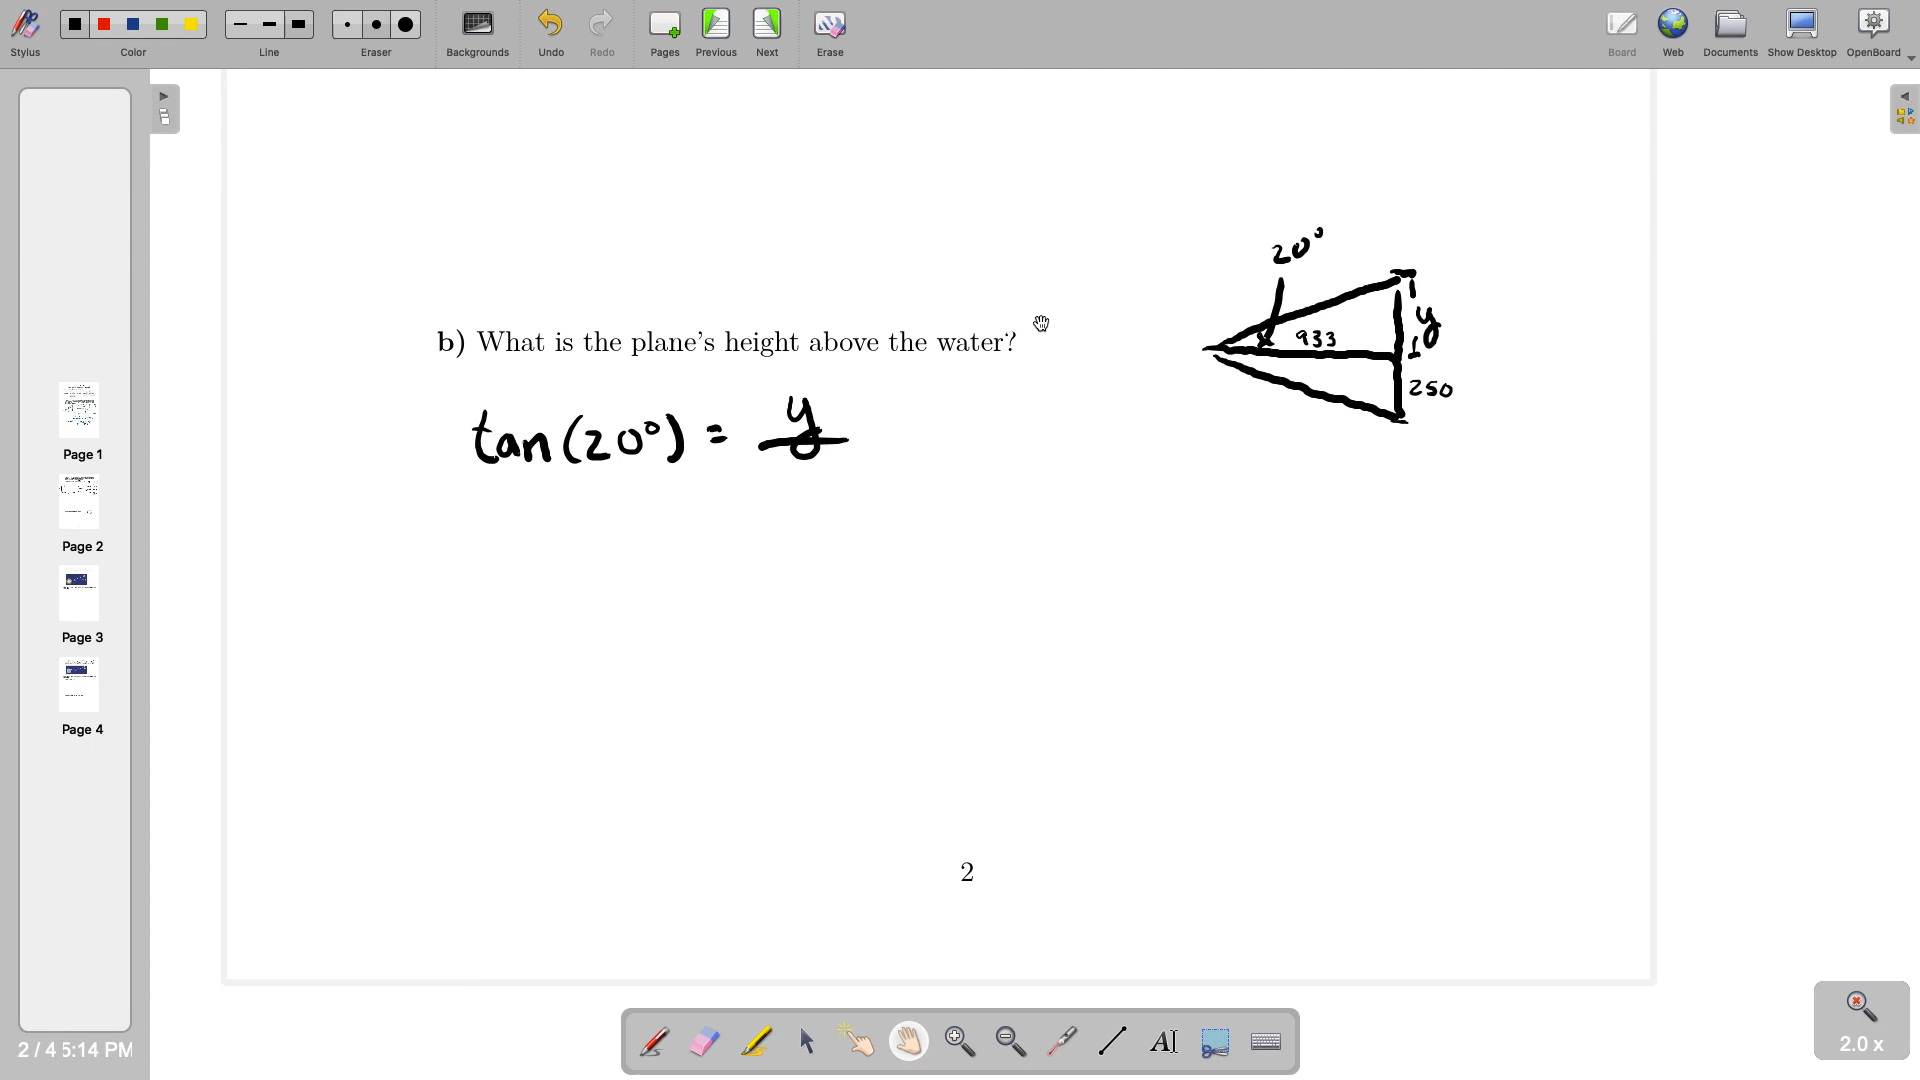 Stylus
Color
Line
Eraser
Backgrounds
Undo
Redo
Pages
Previous
Next
Erase
Board
Web
Documents
Show Desktop
OpenBoard
Page 1
Page 2
Page 3
Page 4
20°
b) What is the plane's height above the water?
933
y
250
tan(20°) = y
2
2 / 4 5:14 PM
2.0 x